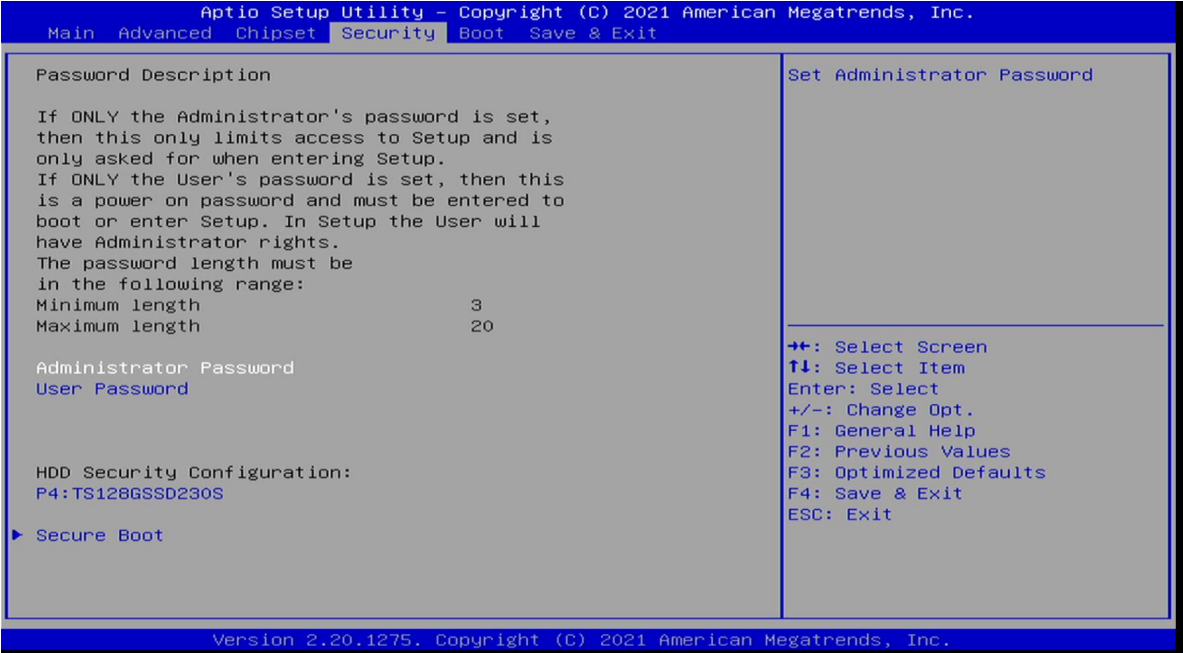 Aptio Setup Utility – Copyright (C) 2021 American Megatrends, Inc.
Main Advanced Chipset Security Boot Save & Exit
Password Description
If ONLY the Administrator's password is set,
then this only limits access to Setup and is
only asked for when entering Setup.
If ONLY the User's password is set, then this
is a power on password and must be entered to
boot or enter Setup. In Setup the User will
have Administrator rights.
The password length must be
in the following range:
Minimum length 3
Maximum length 20
Administrator Password
User Password
HDD Security Configuration:
P4:TS128GSSD230S
Secure Boot
Set Administrator Password
→←: Select Screen
↑↓: Select Item
Enter: Select
+/-: Change Opt.
F1: General Help
F2: Previous Values
F3: Optimized Defaults
F4: Save & Exit
ESC: Exit
Version 2.20.1275. Copyright (C) 2021 American Megatrends, Inc.